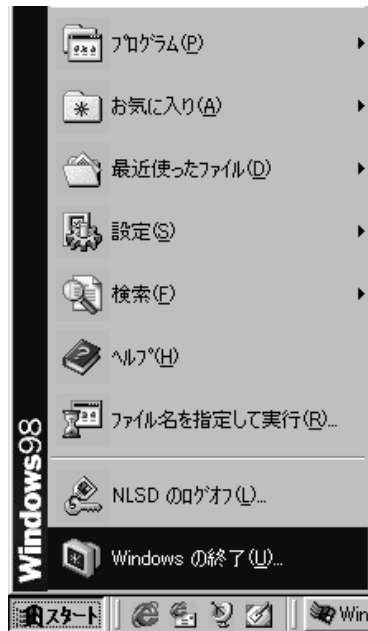 ﾌﾟﾛｸﾞﾗﾑ(P)
お気に入り(A)
最近使ったﾌｧｲﾙ(D)
設定(S)
検索(F)
ﾍﾙﾌﾟ(H)
ﾌｧｲﾙ名を指定して実行(R)...
NLSD のﾛｸﾞｵﾌ(L)...
Windows の終了(U)...
Windows98
スタート
Win